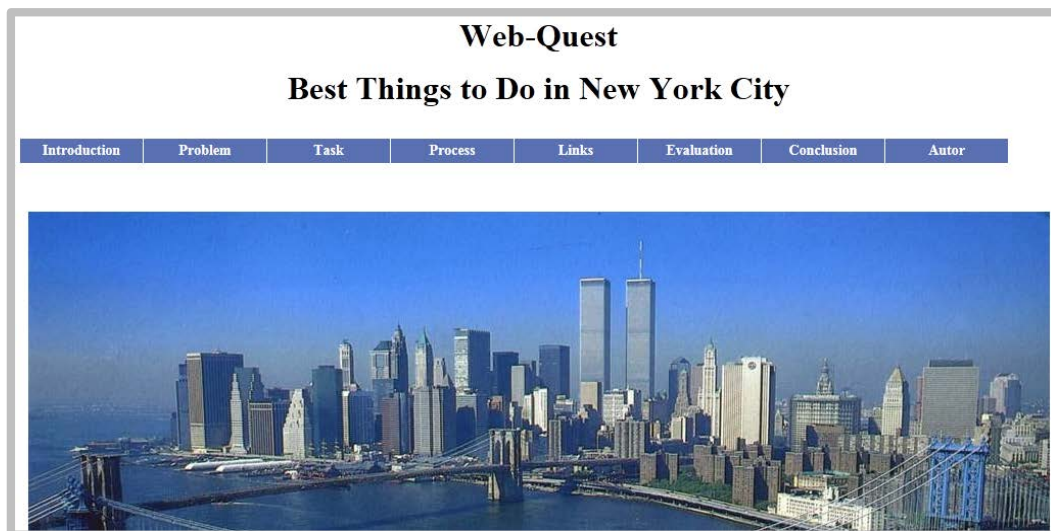 Web-Quest
Best Things to Do in New York City
Introduction Problem Task Process Links Evaluation Conclusion Autor